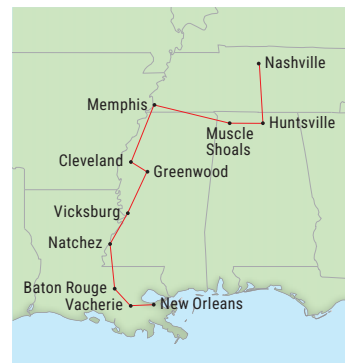 Nashville
Memphis
Muscle
Shoals
Huntsville
Cleveland
Greenwood
Vicksburg
Natchez
Baton Rouge
Vacherie
New Orleans